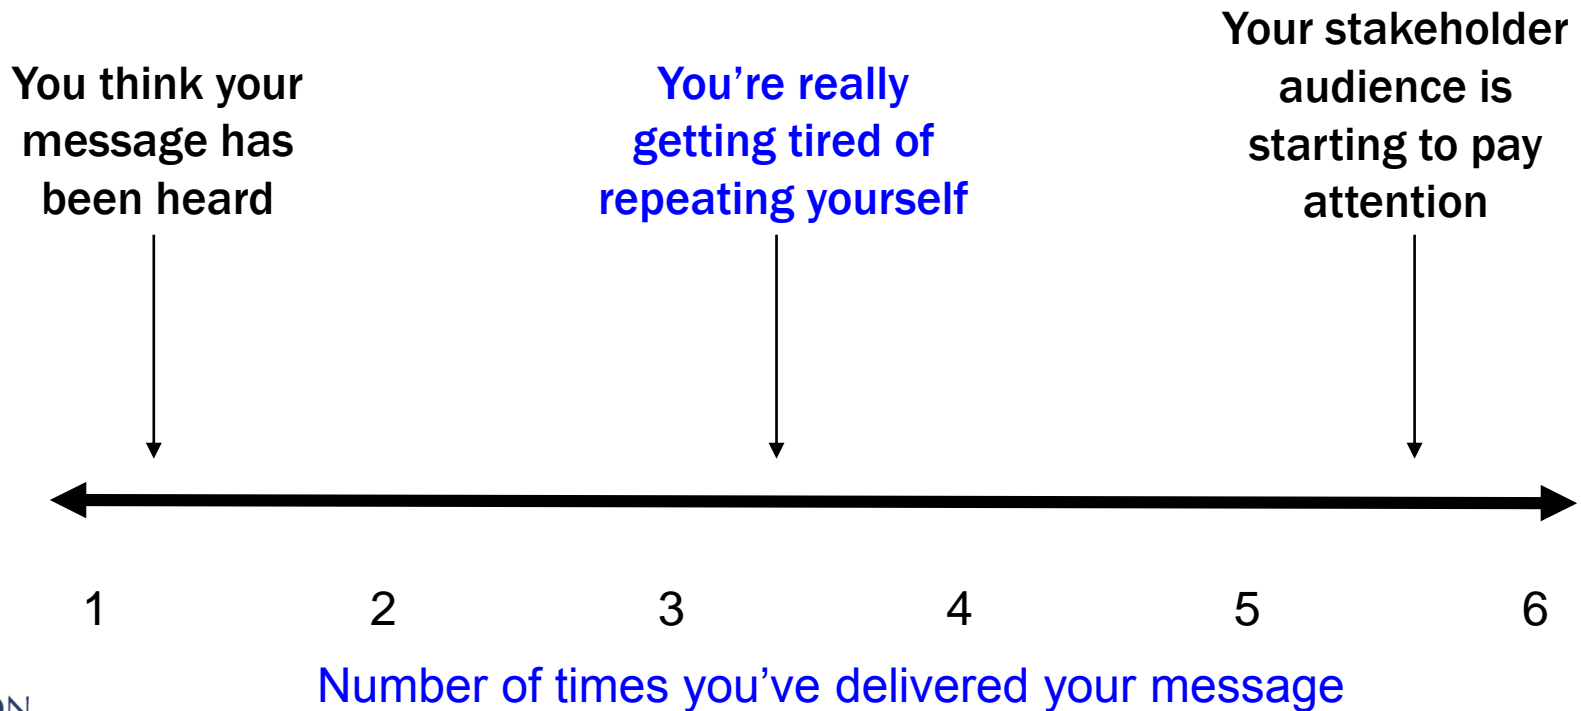 You think your
message has
been heard
You're really
getting tired of
repeating yourself
Your stakeholder
audience is
starting to pay
attention
1 2 3 4 5 6
Number of times you've delivered your message